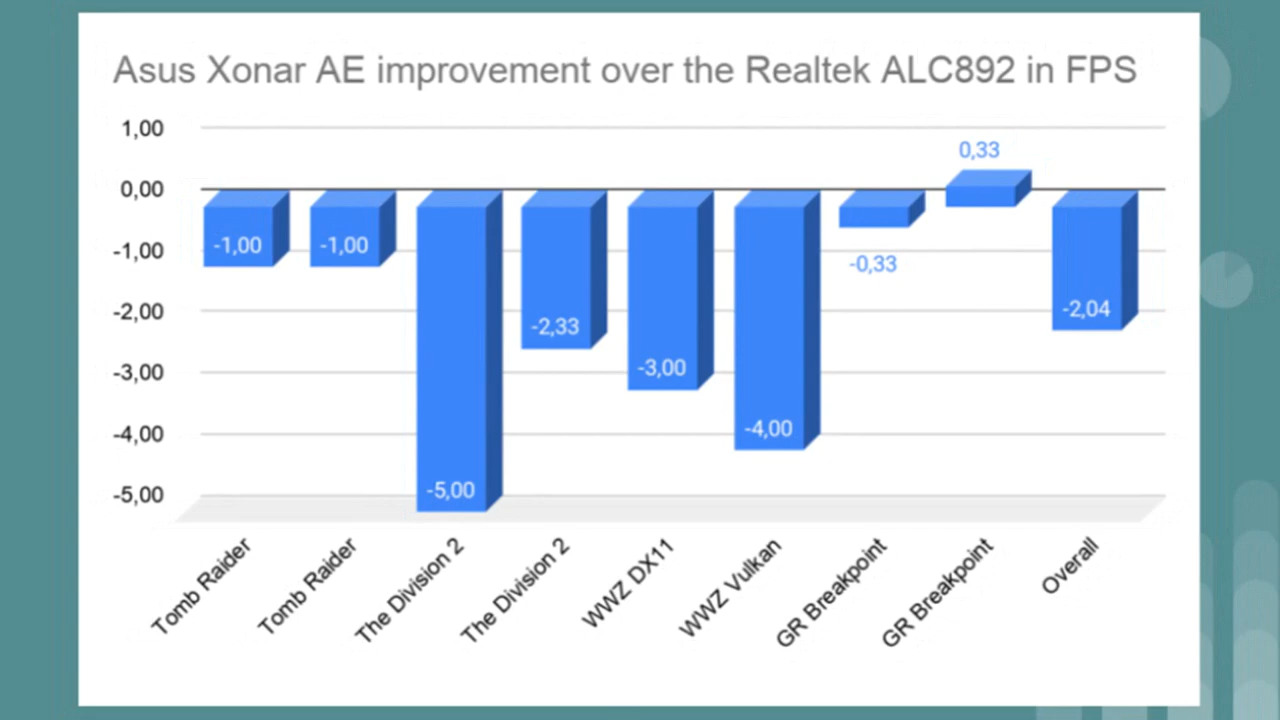 Asus Xonar AE improvement over the Realtek ALC892 in FPS
1,00
0,33
0,00
-1,00
-1,00
-1,00
-0,33
-2,00
-2,33
-2,04
-3,00
-3,00
-4,00
-4,00
-5,00
-5,00
Tomb Raider
Tomb Raider
The Division 2
The Division 2
WWZ DX11
WWZ Vulkan
GR Breakpoint
GR Breakpoint
Overall